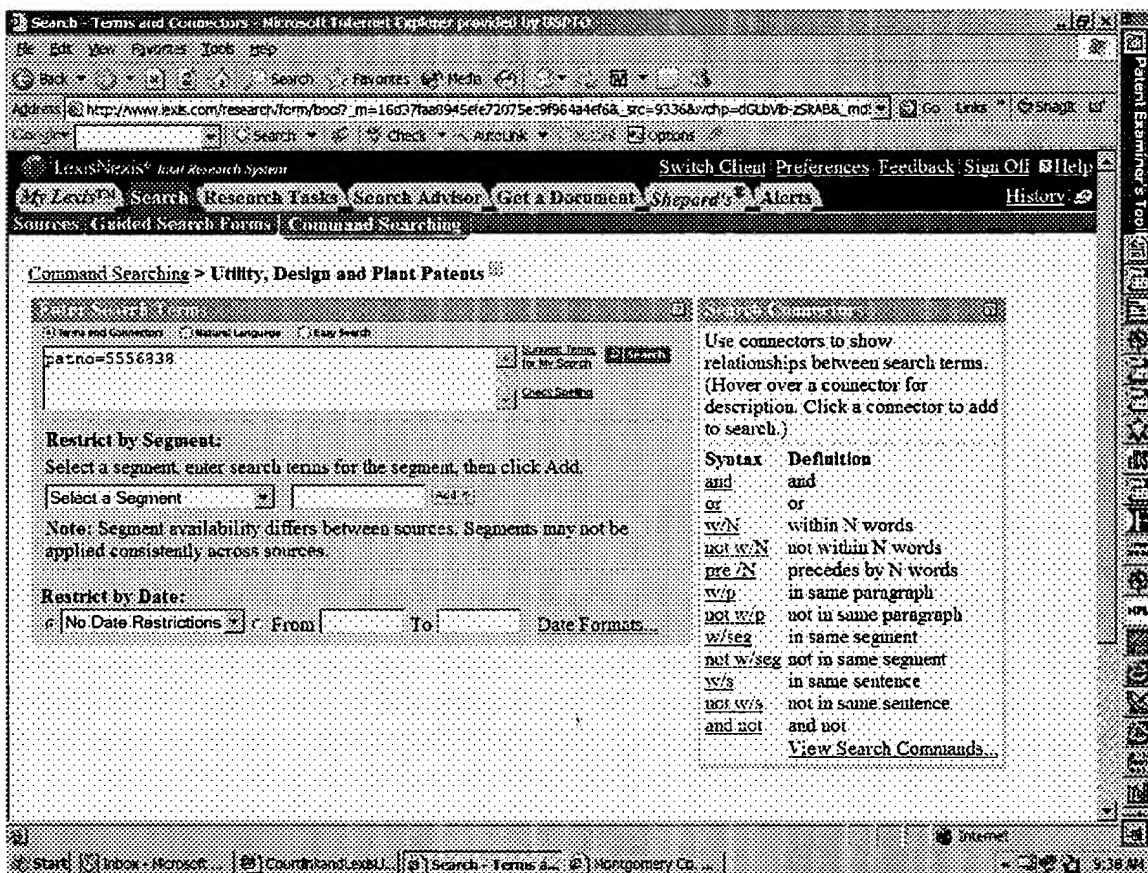 Search - Terms and Connectors - Microsoft Internet Explorer provided by USPTO
File Edit View Favorites Tools Help
Back Search Favorites Media
Address http://www.lexis.com/research/form/bool?_m= Go Links
Search Check AutoLink Options
LexisNexis® Total Research System Switch Client Preferences Feedback Sign Off Help
My Lexis™ Search Research Tasks Search Advisor Get a Document Shepard's® Alerts History
Sources Guided Search Forms Command Searching
Command Searching > Utility, Design and Plant Patents
Enter Search Terms
Terms and Connectors Natural Language Easy Search
patno=5556838
Suggest Terms for My Search Search
Check Spelling
Restrict by Segment:
Select a segment, enter search terms for the segment, then click Add.
Select a Segment Add
Note: Segment availability differs between sources. Segments may not be
applied consistently across sources.
Restrict by Date:
No Date Restrictions From To Date Formats...
Search Connectors
Use connectors to show
relationships between search terms.
(Hover over a connector for
description. Click a connector to add
to search.)
Syntax Definition
and and
or or
w/N within N words
not w/N not within N words
pre /N precedes by N words
w/p in same paragraph
not w/p not in same paragraph
w/seg in same segment
not w/seg not in same segment
w/s in same sentence
not w/s not in same sentence
and not and not
View Search Commands...
Patent Examiner's Tool
Internet
Start Inbox - Microsoft ... Search - Terms a... Montgomery Co. ... 9:38 AM